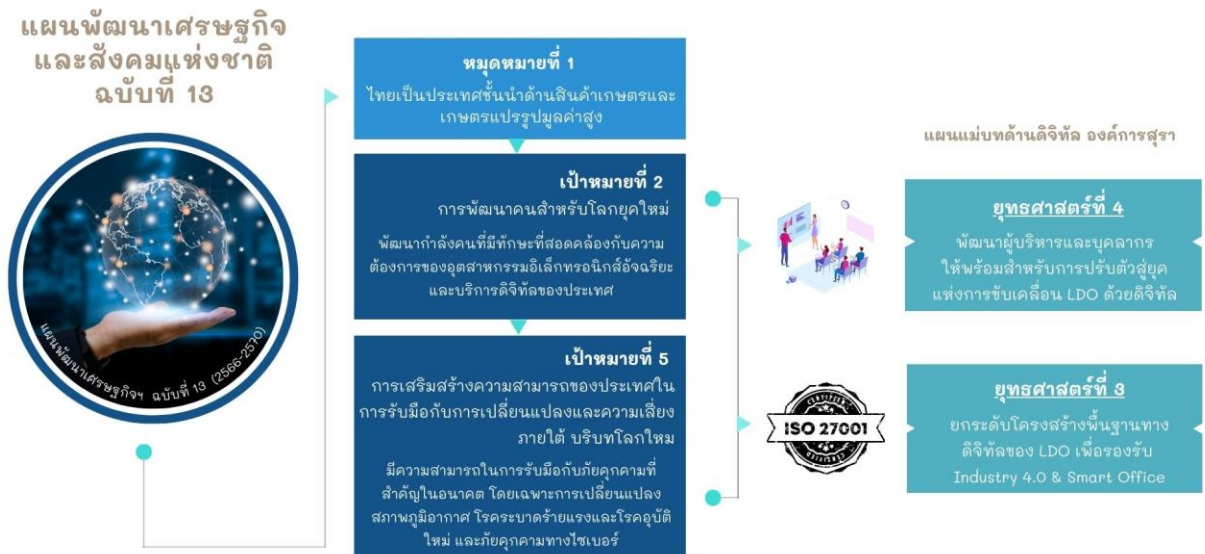 แผนพัฒนาเศรษฐกิจ
และสังคมแห่งชาติ
ฉบับที่ 13
แผนพัฒนาเศรษฐกิจฯ ฉบับที่ 13 (2566-2570)
หมุดหมายที่ 1
ไทยเป็นประเทศชั้นนำด้านสินค้าเกษตรและ
เกษตรแปรรูปมูลค่าสูง
เป้าหมายที่ 2
การพัฒนาคนสำหรับโลกยุคใหม่
พัฒนากำลังคนที่มีทักษะที่สอดคล้องกับความ
ต้องการของอุตสาหกรรมอิเล็กทรอนิกส์อัจฉริยะ
และบริการดิจิทัลของประเทศ
เป้าหมายที่ 5
การเสริมสร้างความสามารถของประเทศใน
การรับมือกับการเปลี่ยนแปลงและความเสี่ยง
ภายใต้ บริบทโลกใหม
มีความสามารถในการรับมือกับภัยคุกคามที่
สำคัญในอนาคต โดยเฉพาะการเปลี่ยนแปลง
สภาพภูมิอากาศ โรคระบาดร้ายแรงและโรคอุบัติ
ใหม่ และภัยคุกคามทางไซเบอร์
CERTIFIED
ISO 27001
CERTIFIED
แผนแม่บทด้านดิจิทัล องค์การสุรา
ยุทธศาสตร์ที่ 4
พัฒนาผู้บริหารและบุคลากร
ให้พร้อมสำหรับการปรับตัวสู่ยุค
แห่งการขับเคลื่อน LDO ด้วยดิจิทัล
ยุทธศาสตร์ที่ 3
ยกระดับโครงสร้างพื้นฐานทาง
ดิจิทัลของ LDO เพื่อรองรับ
Industry 4.0 & Smart Office